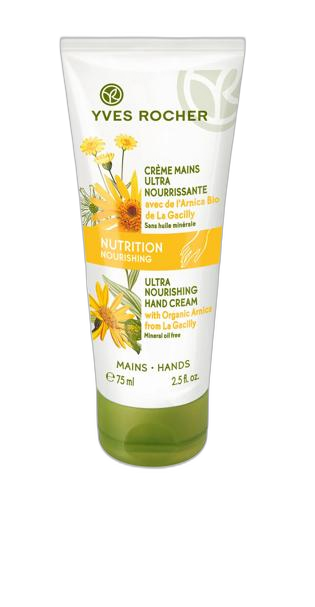 YVES ROCHER
CRÈME MAINS
ULTRA
NOURRISSANTE
avec de l'Arnica Bio
de La Gacilly
Sans huile minérale
NUTRITION
NOURISHING
ULTRA
NOURISHING
HAND CREAM
with Organic Arnica
from La Gacilly
Mineral oil free
MAINS • HANDS
℮ 75 ml 2.5 fl. oz.